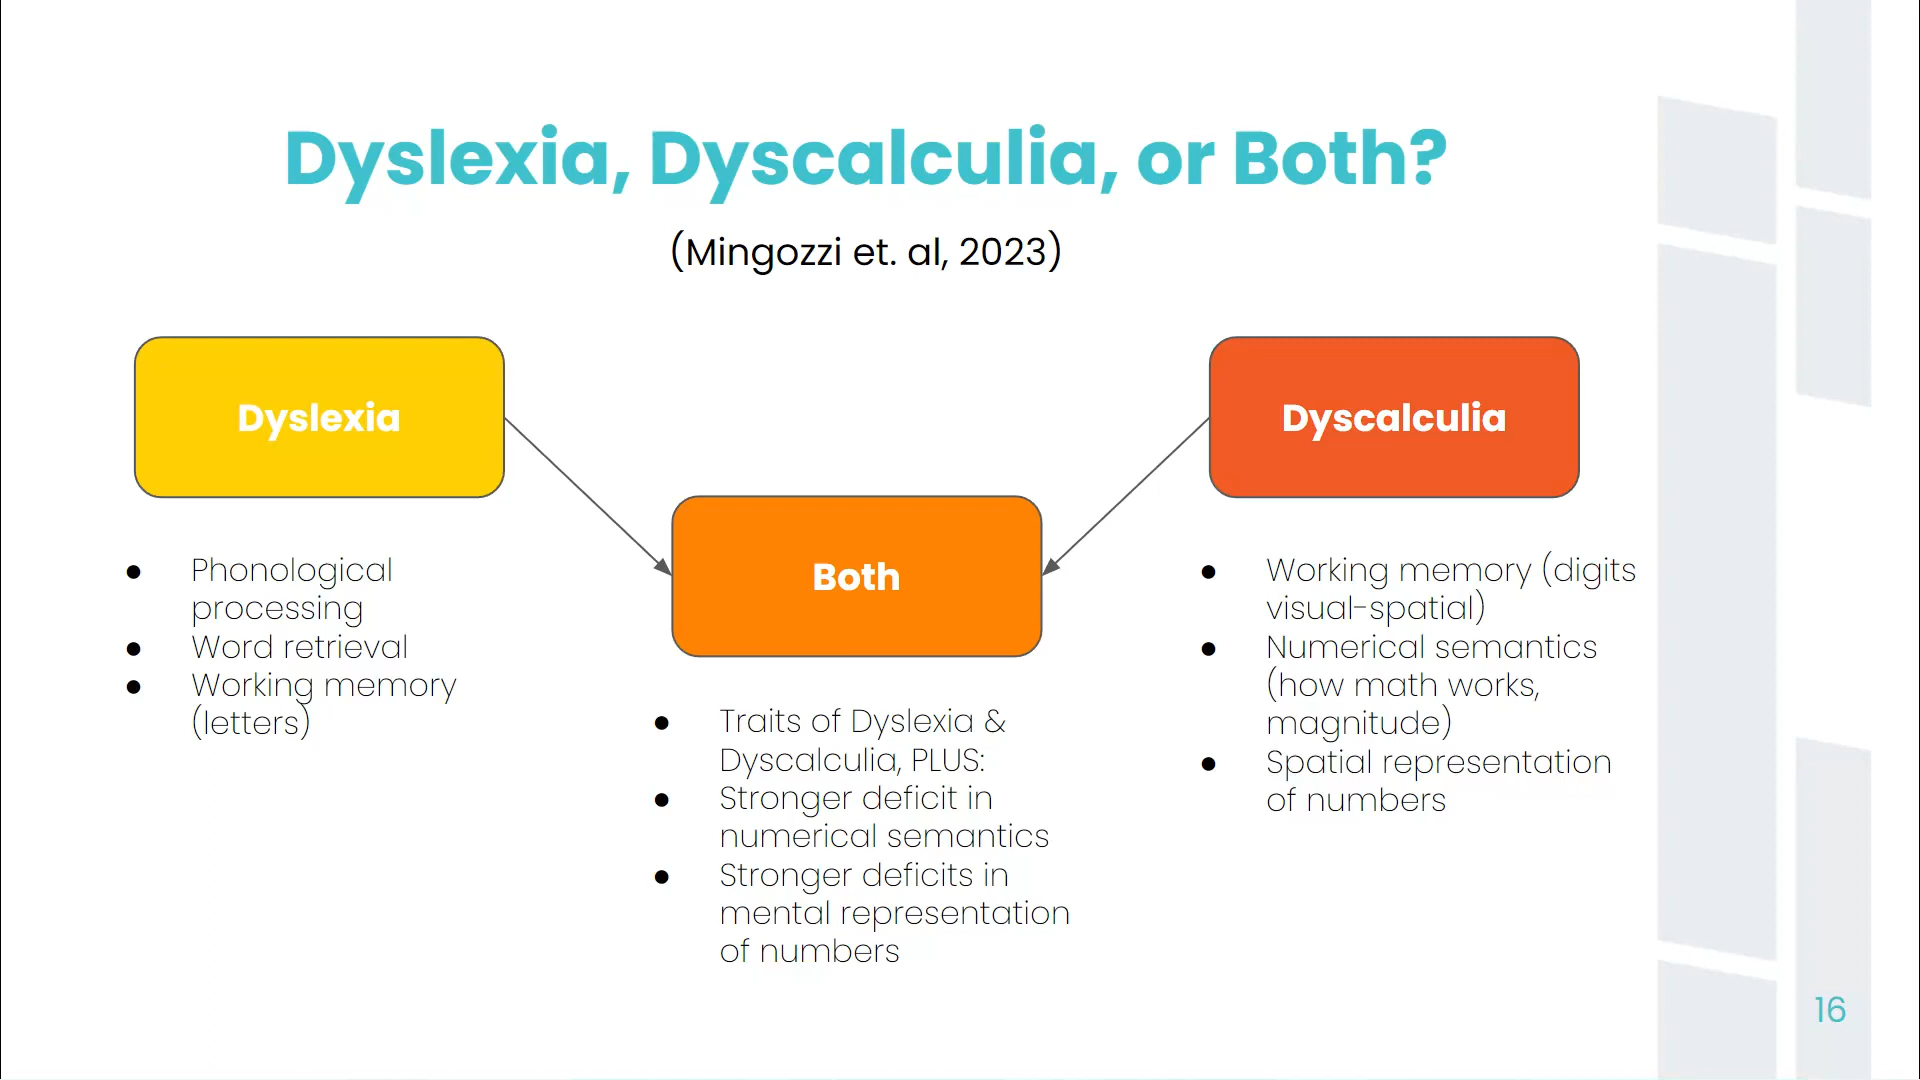 Dyslexia, Dyscalculia, or Both?
(Mingozzi et. al, 2023)
Dyslexia
● Phonological
processing
● Word retrieval
● Working memory
(letters)
Both
● Traits of Dyslexia &
Dyscalculia, PLUS:
● Stronger deficit in
numerical semantics
● Stronger deficits in
mental representation
of numbers
Dyscalculia
● Working memory (digits
visual-spatial)
● Numerical semantics
(how math works,
magnitude)
● Spatial representation
of numbers
16